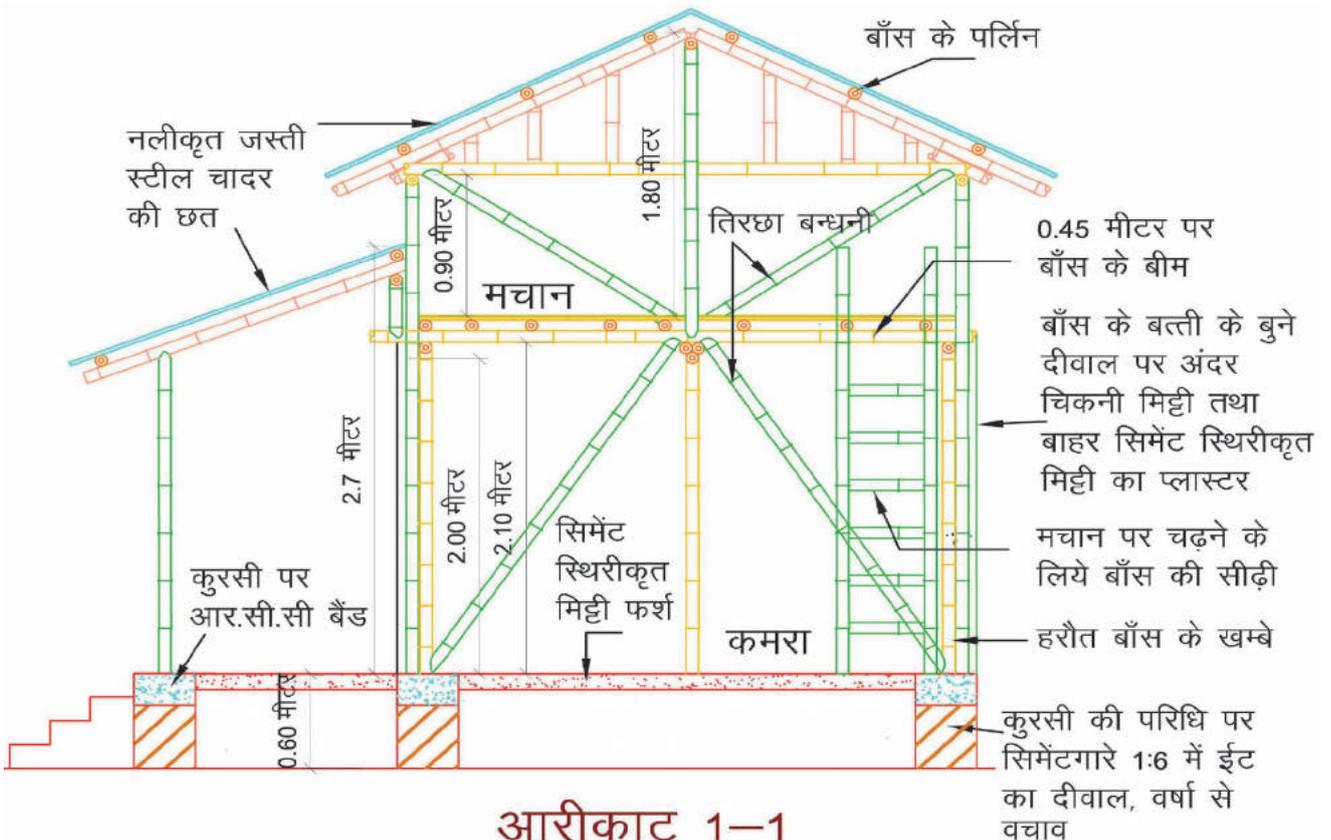 बाँस के पर्लिन
नलीकृत जस्ती
स्टील चादर
की छत
1.80 मीटर
तिरछा बन्धनी
0.90 मीटर
मचान
0.45 मीटर पर
बाँस के बीम
बाँस के बत्ती के बुने
दीवाल पर अंदर
चिकनी मिट्टी तथा
बाहर सिमेंट स्थिरीकृत
मिट्टी का प्लास्टर
2.7 मीटर
2.00 मीटर
2.10 मीटर
सिमेंट
स्थिरीकृत
मिट्टी फर्श
मचान पर चढ़ने के
लिये बाँस की सीढ़ी
कुरसी पर
आर.सी.सी बैंड
कमरा
हरौत बाँस के खम्बे
0.60 मीटर
कुरसी की परिधि पर
सिमेंटगारे 1:6 में ईट
का दीवाल, वर्षा से
वचाव
आरीकाट 1–1